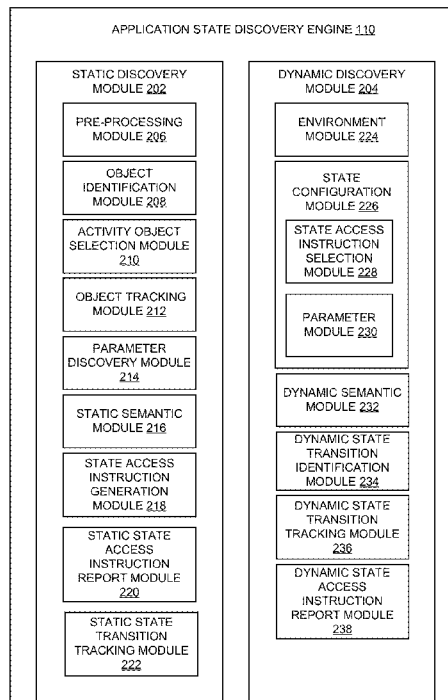 APPLICATION STATE DISCOVERY ENGINE 110
STATIC DISCOVERY
MODULE 202
PRE-PROCESSING
MODULE 206
OBJECT
IDENTIFICATION
MODULE 208
ACTIVITY OBJECT
SELECTION MODULE
210
OBJECT TRACKING
MODULE 212
PARAMETER
DISCOVERY MODULE
214
STATIC SEMANTIC
MODULE 216
STATE ACCESS
INSTRUCTION
GENERATION
MODULE 218
STATIC STATE
ACCESS
INSTRUCTION
REPORT MODULE
220
STATIC STATE
TRANSITION
TRACKING MODULE
222
DYNAMIC DISCOVERY
MODULE 204
ENVIRONMENT
MODULE 224
STATE
CONFIGURATION
MODULE 226
STATE ACCESS
INSTRUCTION
SELECTION
MODULE 228
PARAMETER
MODULE 230
DYNAMIC SEMANTIC
MODULE 232
DYNAMIC STATE
TRANSITION
IDENTIFICATION
MODULE 234
DYNAMIC STATE
TRANSITION
TRACKING MODULE
236
DYNAMIC STATE
ACCESS
INSTRUCTION
REPORT MODULE
238